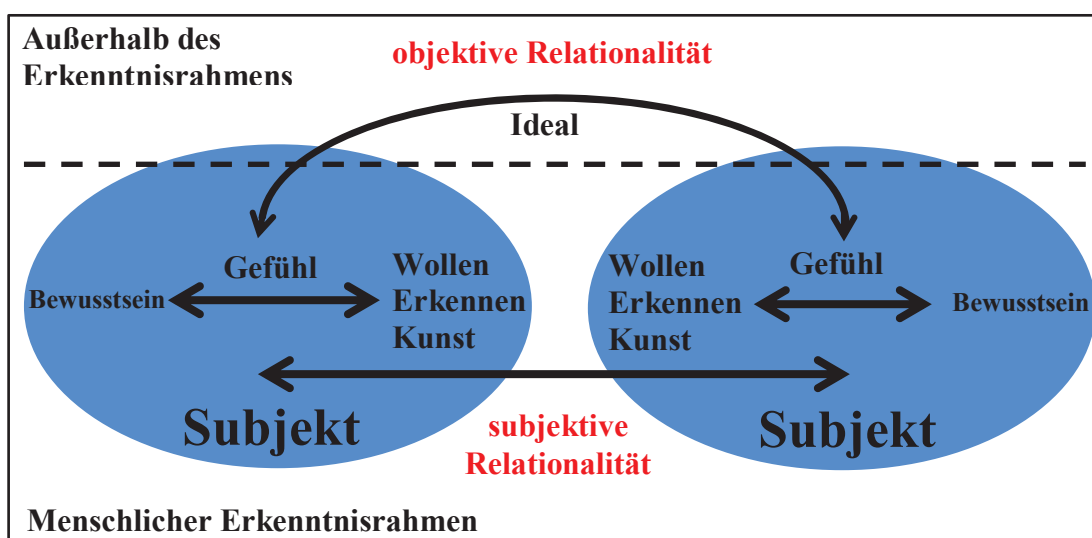 Außerhalb des
Erkenntnisrahmens
objektive Relationalität
Ideal
Gefühl
Bewusstsein
Wollen
Erkennen
Kunst
Subjekt
Wollen
Erkennen
Kunst
Gefühl
Bewusstsein
Subjekt
subjektive
Relationalität
Menschlicher Erkenntnisrahmen